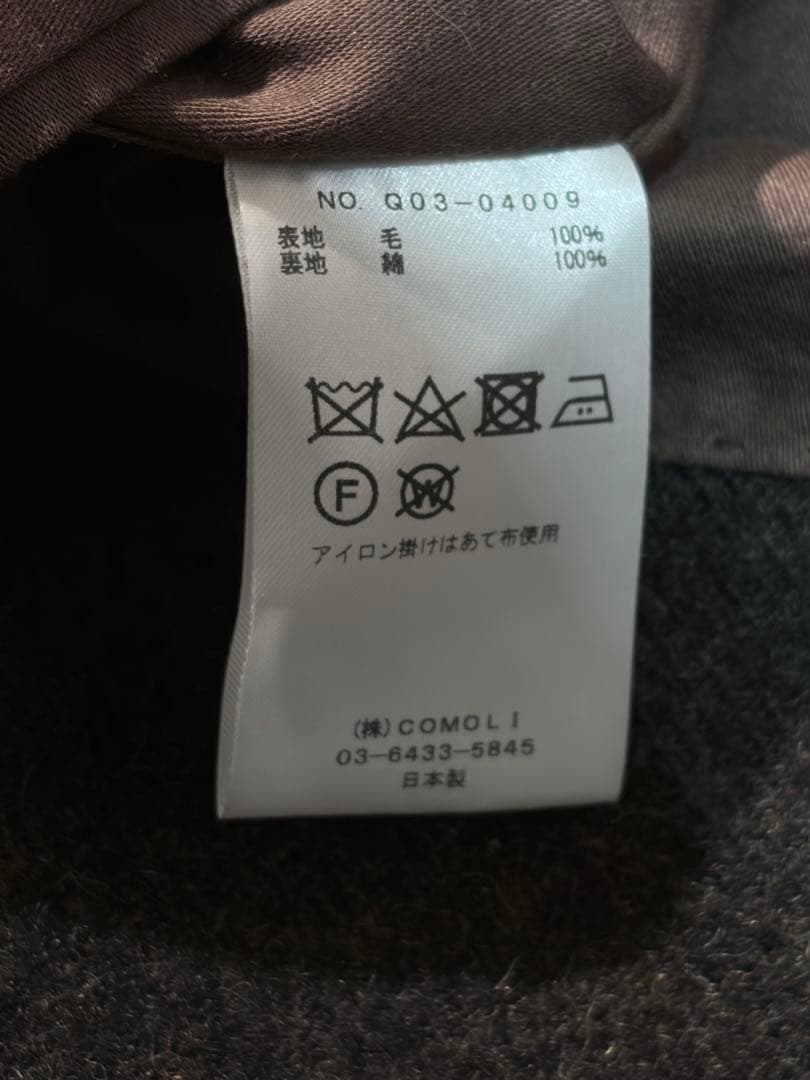 NO. Q03-04009
表地 毛 100%
裏地 綿 100%
F W
アイロン掛けはあて布使用
(株)COMOLI
03-6433-5845
日本製